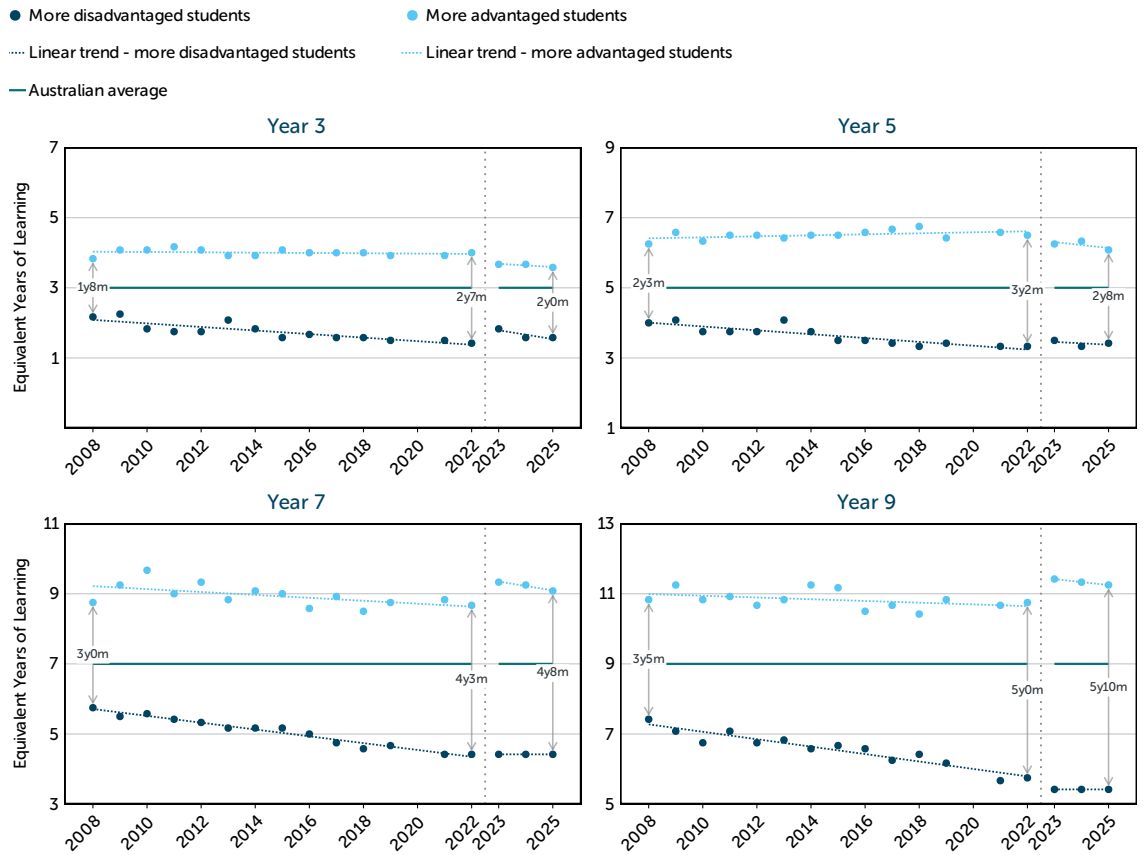 More disadvantaged students
More advantaged students
Linear trend - more disadvantaged students
Linear trend - more advantaged students
Australian average
Year 3
Equivalent Years of Learning
7
5
3
1
1y8m
2y7m
2y0m
2008
2010
2012
2014
2016
2018
2020
2022
2023
2025
Year 5
9
7
5
3
1
2y3m
3y2m
2y8m
2008
2010
2012
2014
2016
2018
2020
2022
2023
2025
Year 7
Equivalent Years of Learning
11
9
7
5
3
3y0m
4y3m
4y8m
2008
2010
2012
2014
2016
2018
2020
2022
2023
2025
Year 9
13
11
9
7
5
3y5m
5y0m
5y10m
2008
2010
2012
2014
2016
2018
2020
2022
2023
2025